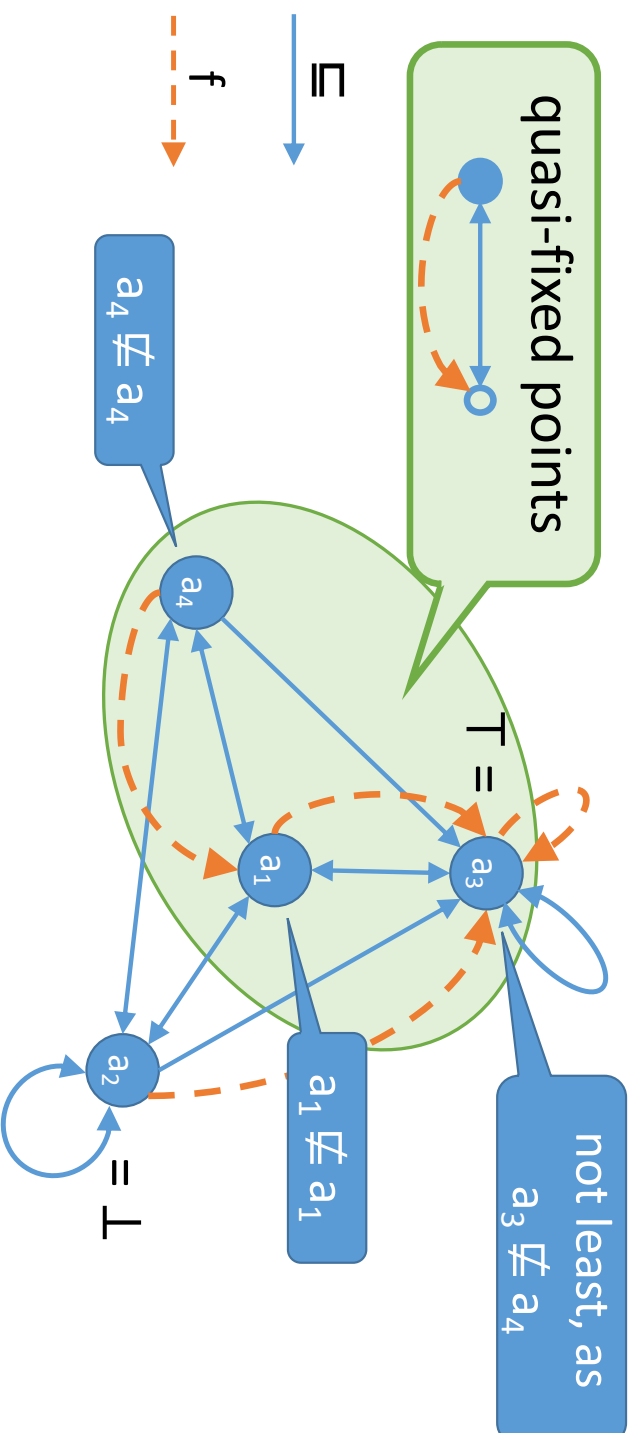 quasi-fixed points
not least, as
a₃ ⋢ a₄
⊤ =
a₃
⊑
a₁
a₁ ⋢ a₁
f
a₄
a₄ ⋢ a₄
a₂
= ⊥